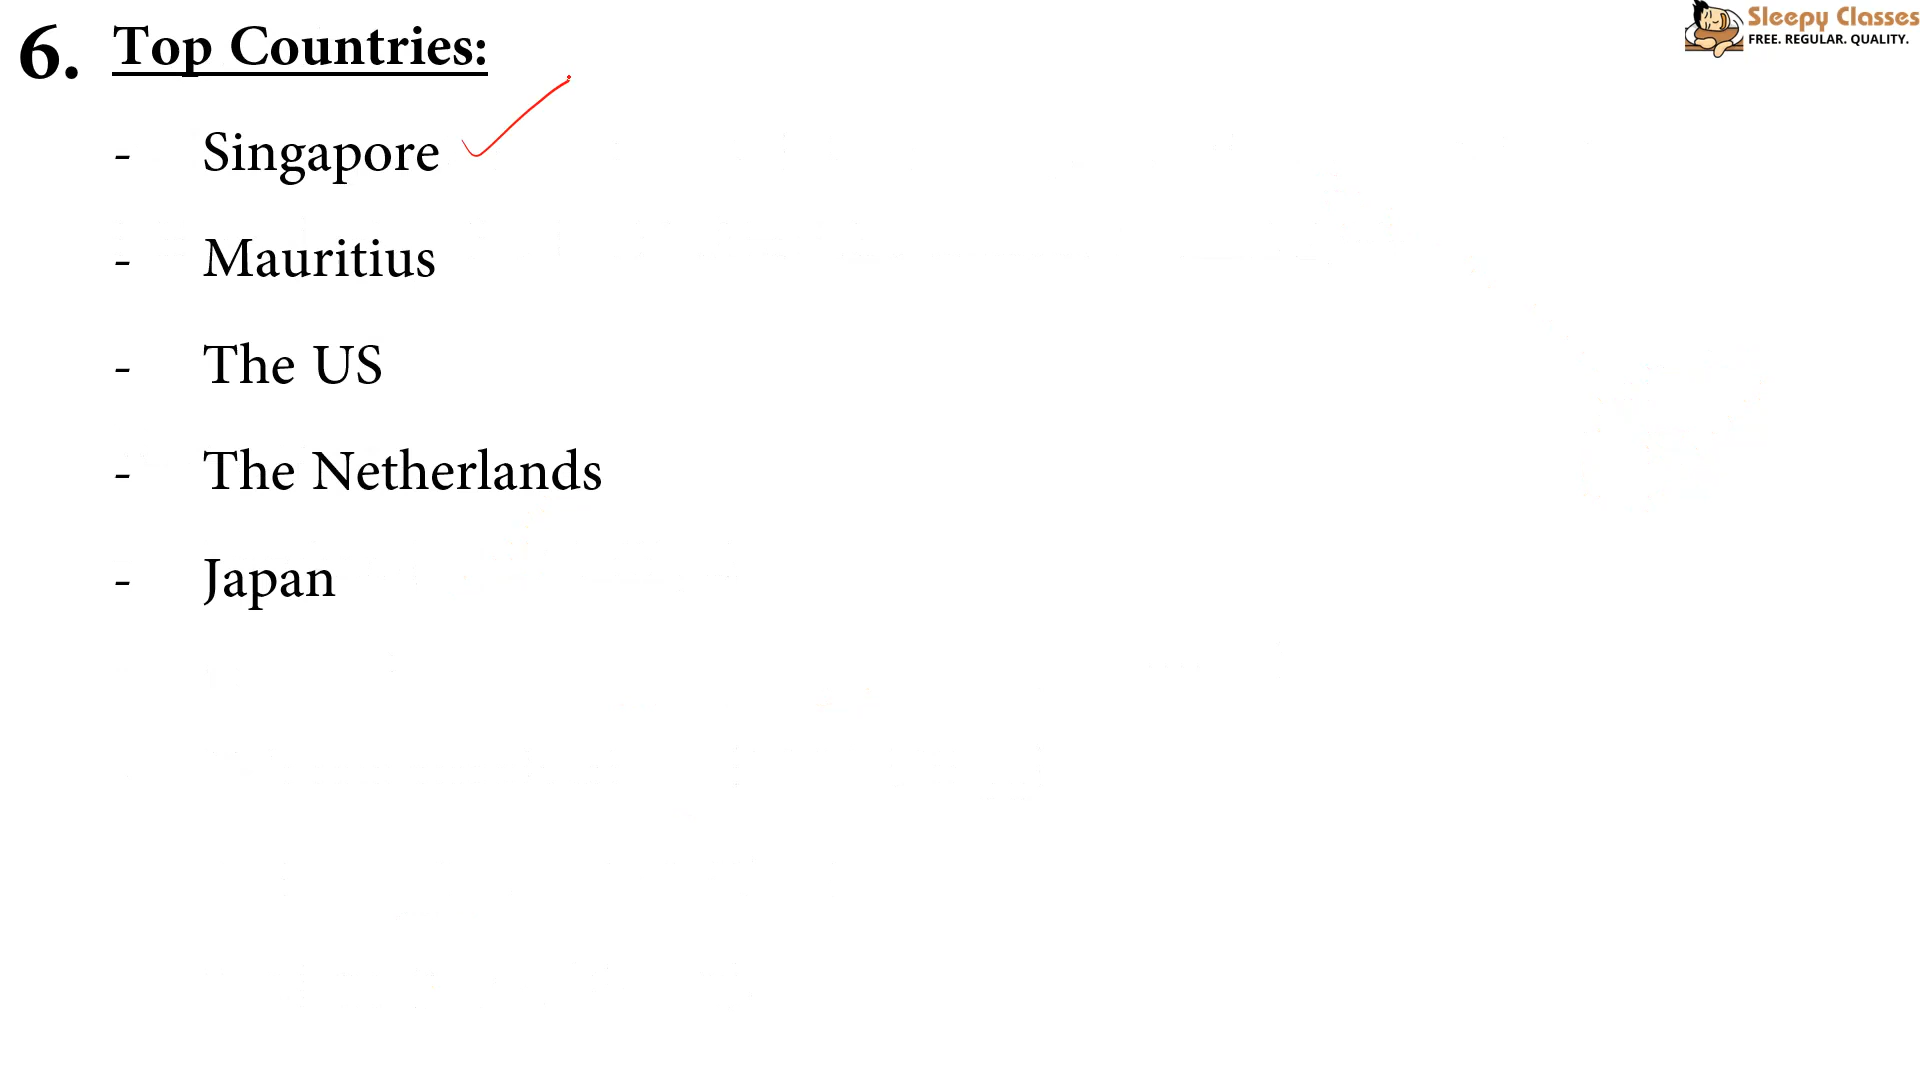 6. Top Countries:
- Singapore
- Mauritius
- The US
- The Netherlands
- Japan
Sleepy Classes
FREE. REGULAR. QUALITY.